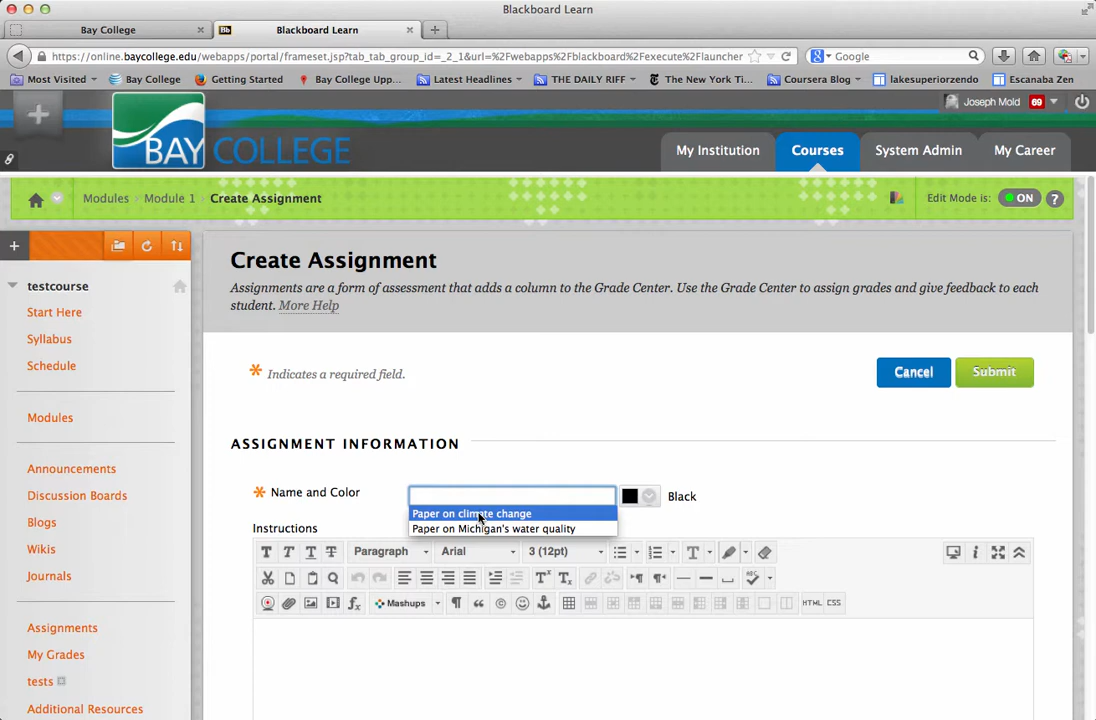 Blackboard Learn
Bay College
Blackboard Learn
https://online.baycollege.edu/webapps/portal/frameset.jsp?tab_tab_group_id=_2_1&url=%2Fwebapps%2Fblackboard%2Fexecute%2Flauncher
Google
Most Visited
Bay College
Getting Started
Bay College Upp...
Latest Headlines
THE DAILY RIFF
The New York Ti...
Coursera Blog
lakesuperiorzendo
Escanaba Zen
Joseph Mold 69
BAY COLLEGE
My Institution
Courses
System Admin
My Career
Modules
Module 1
Create Assignment
Edit Mode is: ON ?
testcourse
Start Here
Syllabus
Schedule
Modules
Announcements
Discussion Boards
Blogs
Wikis
Journals
Assignments
My Grades
tests
Additional Resources
Create Assignment
Assignments are a form of assessment that adds a column to the Grade Center. Use the Grade Center to assign grades and give feedback to each
student. More Help
* Indicates a required field.
Cancel
Submit
ASSIGNMENT INFORMATION
* Name and Color
Black
Paper on climate change
Paper on Michigan's water quality
Instructions
T T T T Paragraph Arial 3 (12pt)
Mashups
HTML CSS